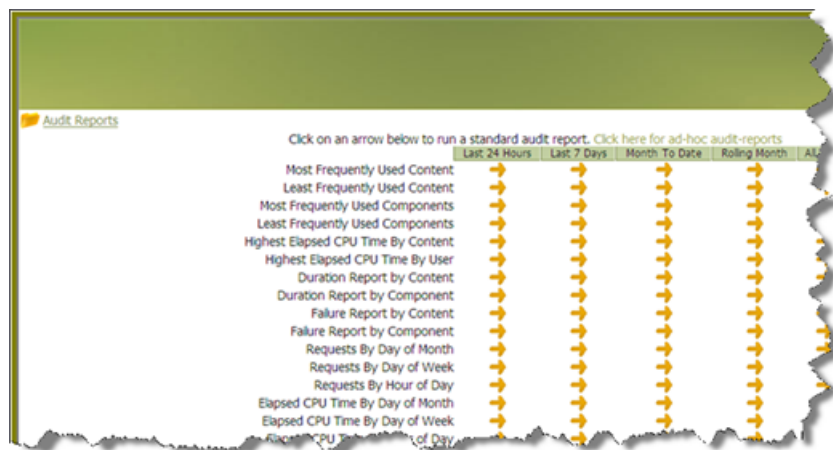 Audit Reports
Click on an arrow below to run a standard audit report. Click here for ad-hoc audit-reports
Last 24 Hours Last 7 Days Month To Date Rolling Month
Most Frequently Used Content
Least Frequently Used Content
Most Frequently Used Components
Least Frequently Used Components
Highest Elapsed CPU Time By Content
Highest Elapsed CPU Time By User
Duration Report by Content
Duration Report by Component
Failure Report by Content
Failure Report by Component
Requests By Day of Month
Requests By Day of Week
Requests By Hour of Day
Elapsed CPU Time By Day of Month
Elapsed CPU Time By Day of Week
CPU of Day